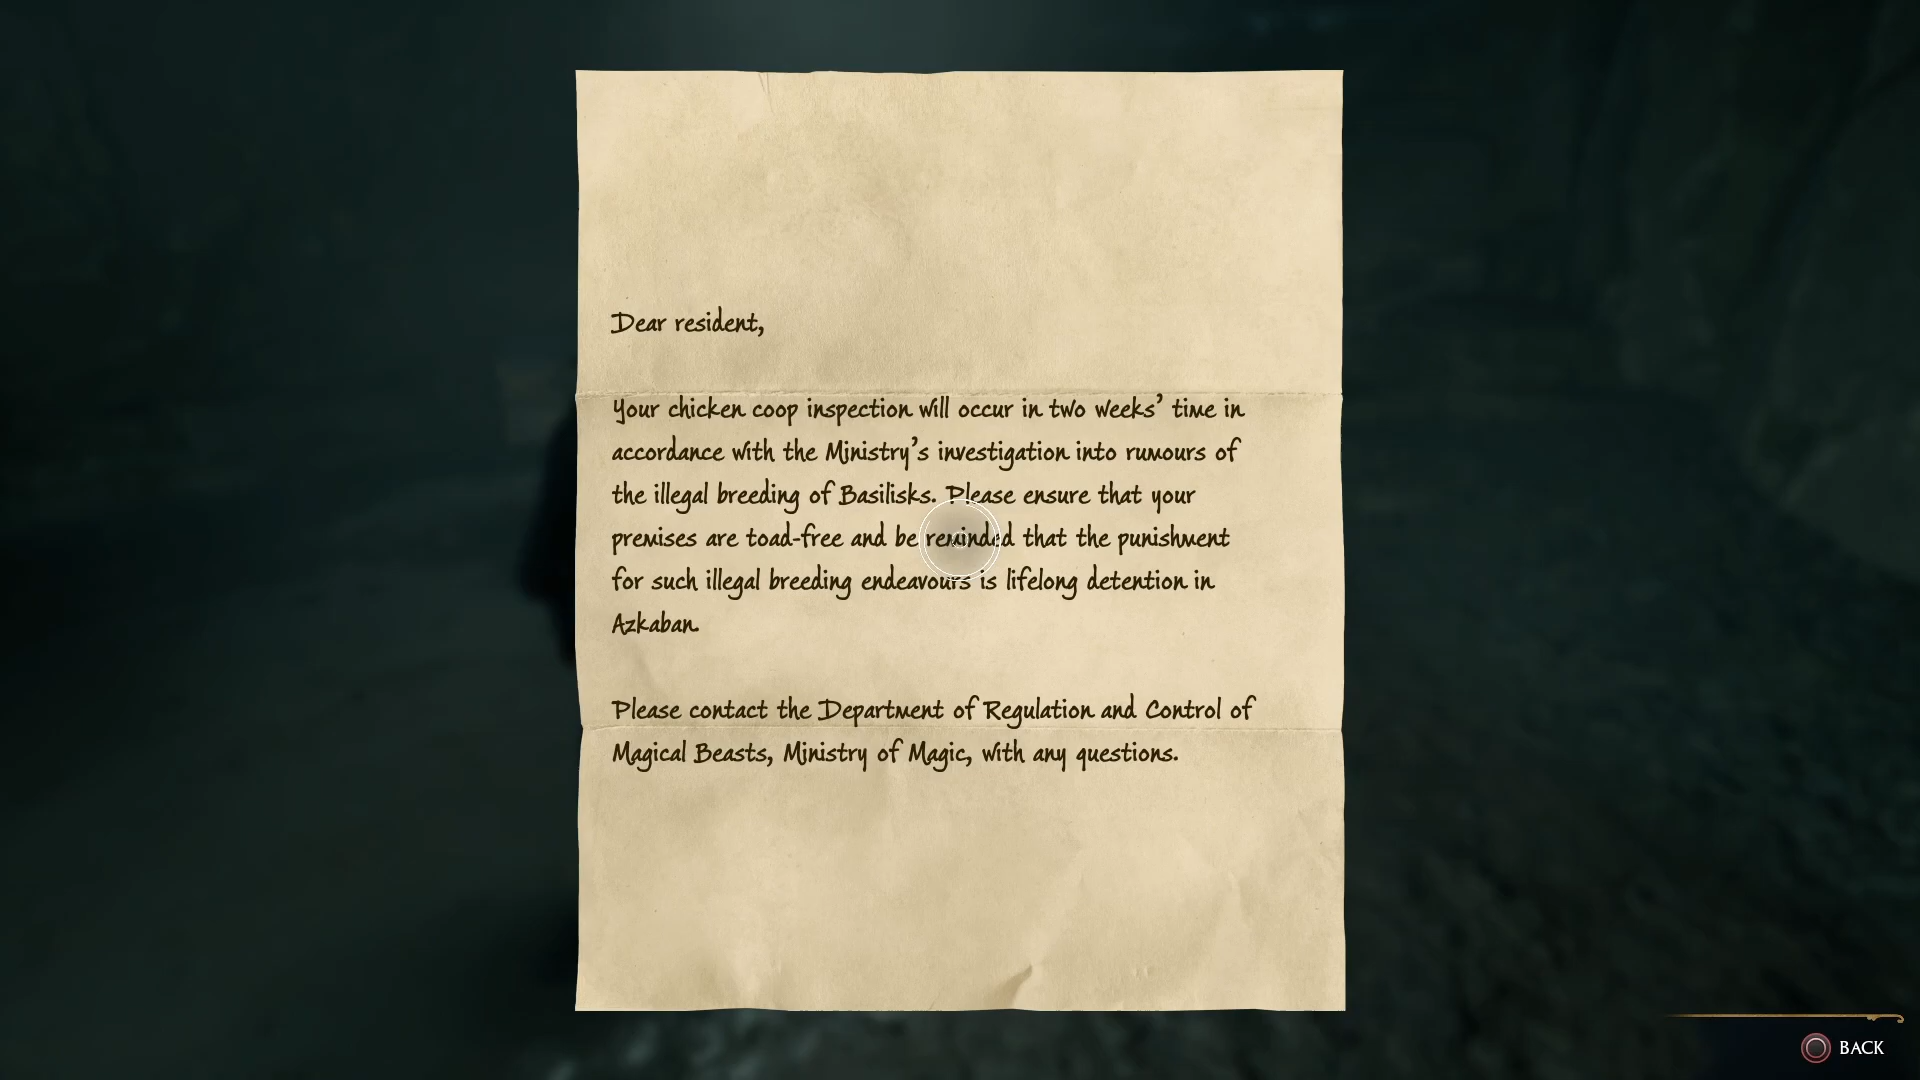 Dear resident,
Your chicken coop inspection will occur in two weeks’ time in
accordance with the Ministry’s investigation into rumours of
the illegal breeding of Basilisks. Please ensure that your
premises are toad-free and be reminded that the punishment
for such illegal breeding endeavours is lifelong detention in
Azkaban.
Please contact the Department of Regulation and Control of
Magical Beasts, Ministry of Magic, with any questions.
BACK